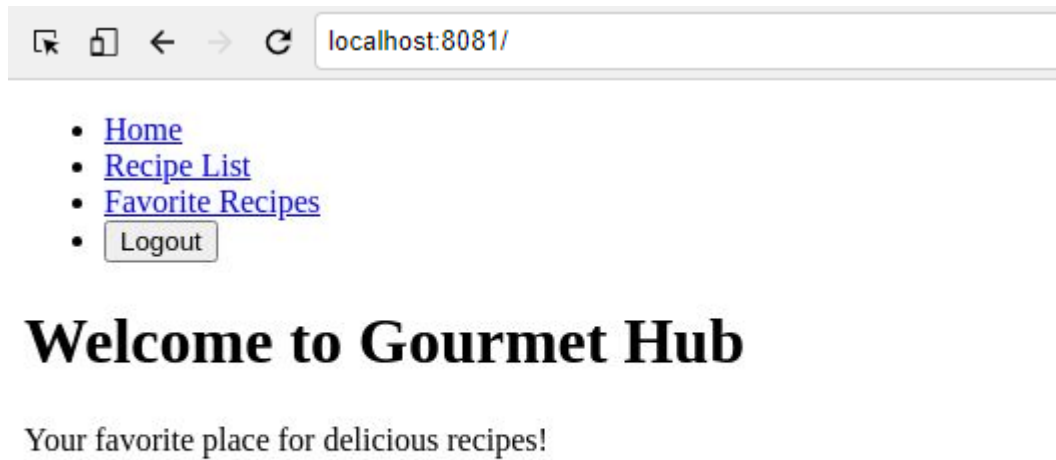 localhost:8081/
Home
Recipe List
Favorite Recipes
Logout
Welcome to Gourmet Hub
Your favorite place for delicious recipes!